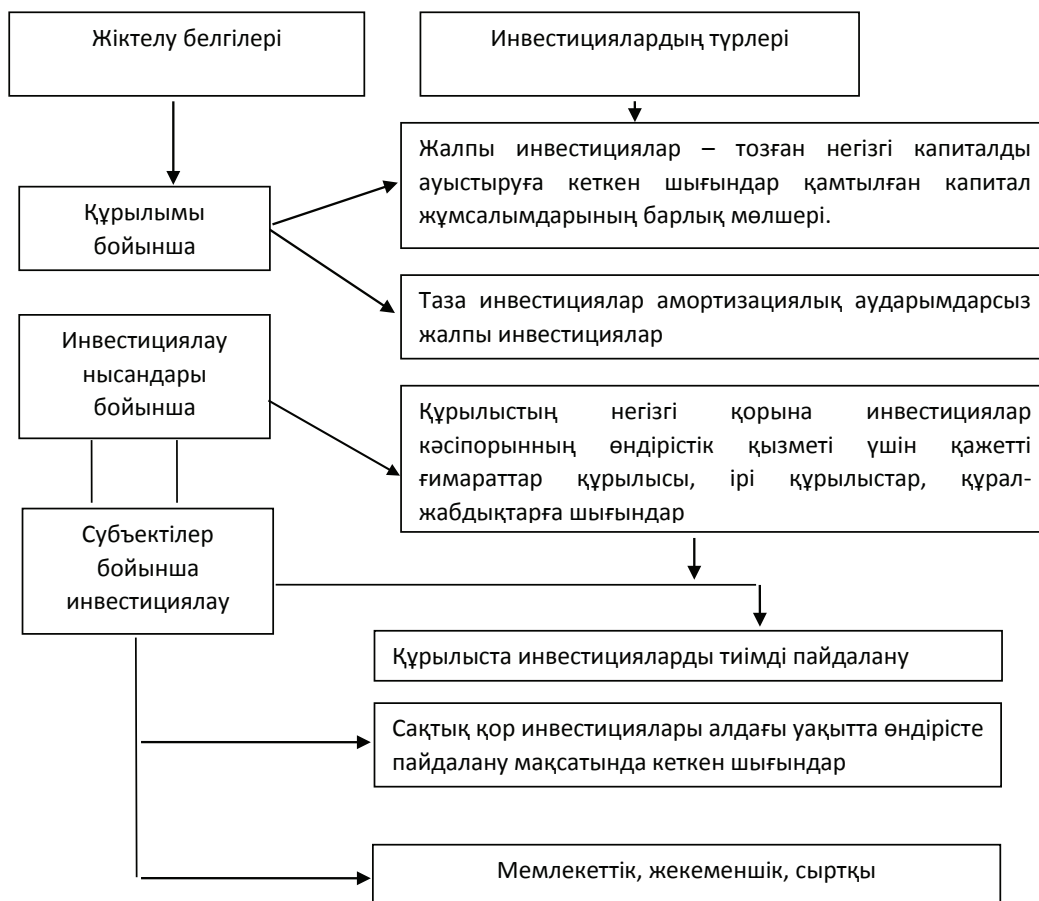 Жіктелу белгілері
Инвестициялардың түрлері
Жалпы инвестициялар – тозған негізгі капиталды
ауыстыруға кеткен шығындар қамтылған капитал
жұмсалымдарының барлық мөлшері.
Құрылымы
бойынша
Таза инвестициялар амортизациялық аударымдарсыз
жалпы инвестициялар
Инвестициялау
нысандары
бойынша
Құрылыстың негізгі қорына инвестициялар
кәсіпорынның өндірістік қызметі үшін қажетті
ғимараттар құрылысы, ірі құрылыстар, құрал-
жабдықтарға шығындар
Субъектілер
бойынша
инвестициялау
Құрылыста инвестицияларды тиімді пайдалану
Сақтық қор инвестициялары алдағы уақытта өндірісте
пайдалану мақсатында кеткен шығындар
Мемлекеттік, жекеменшік, сыртқы